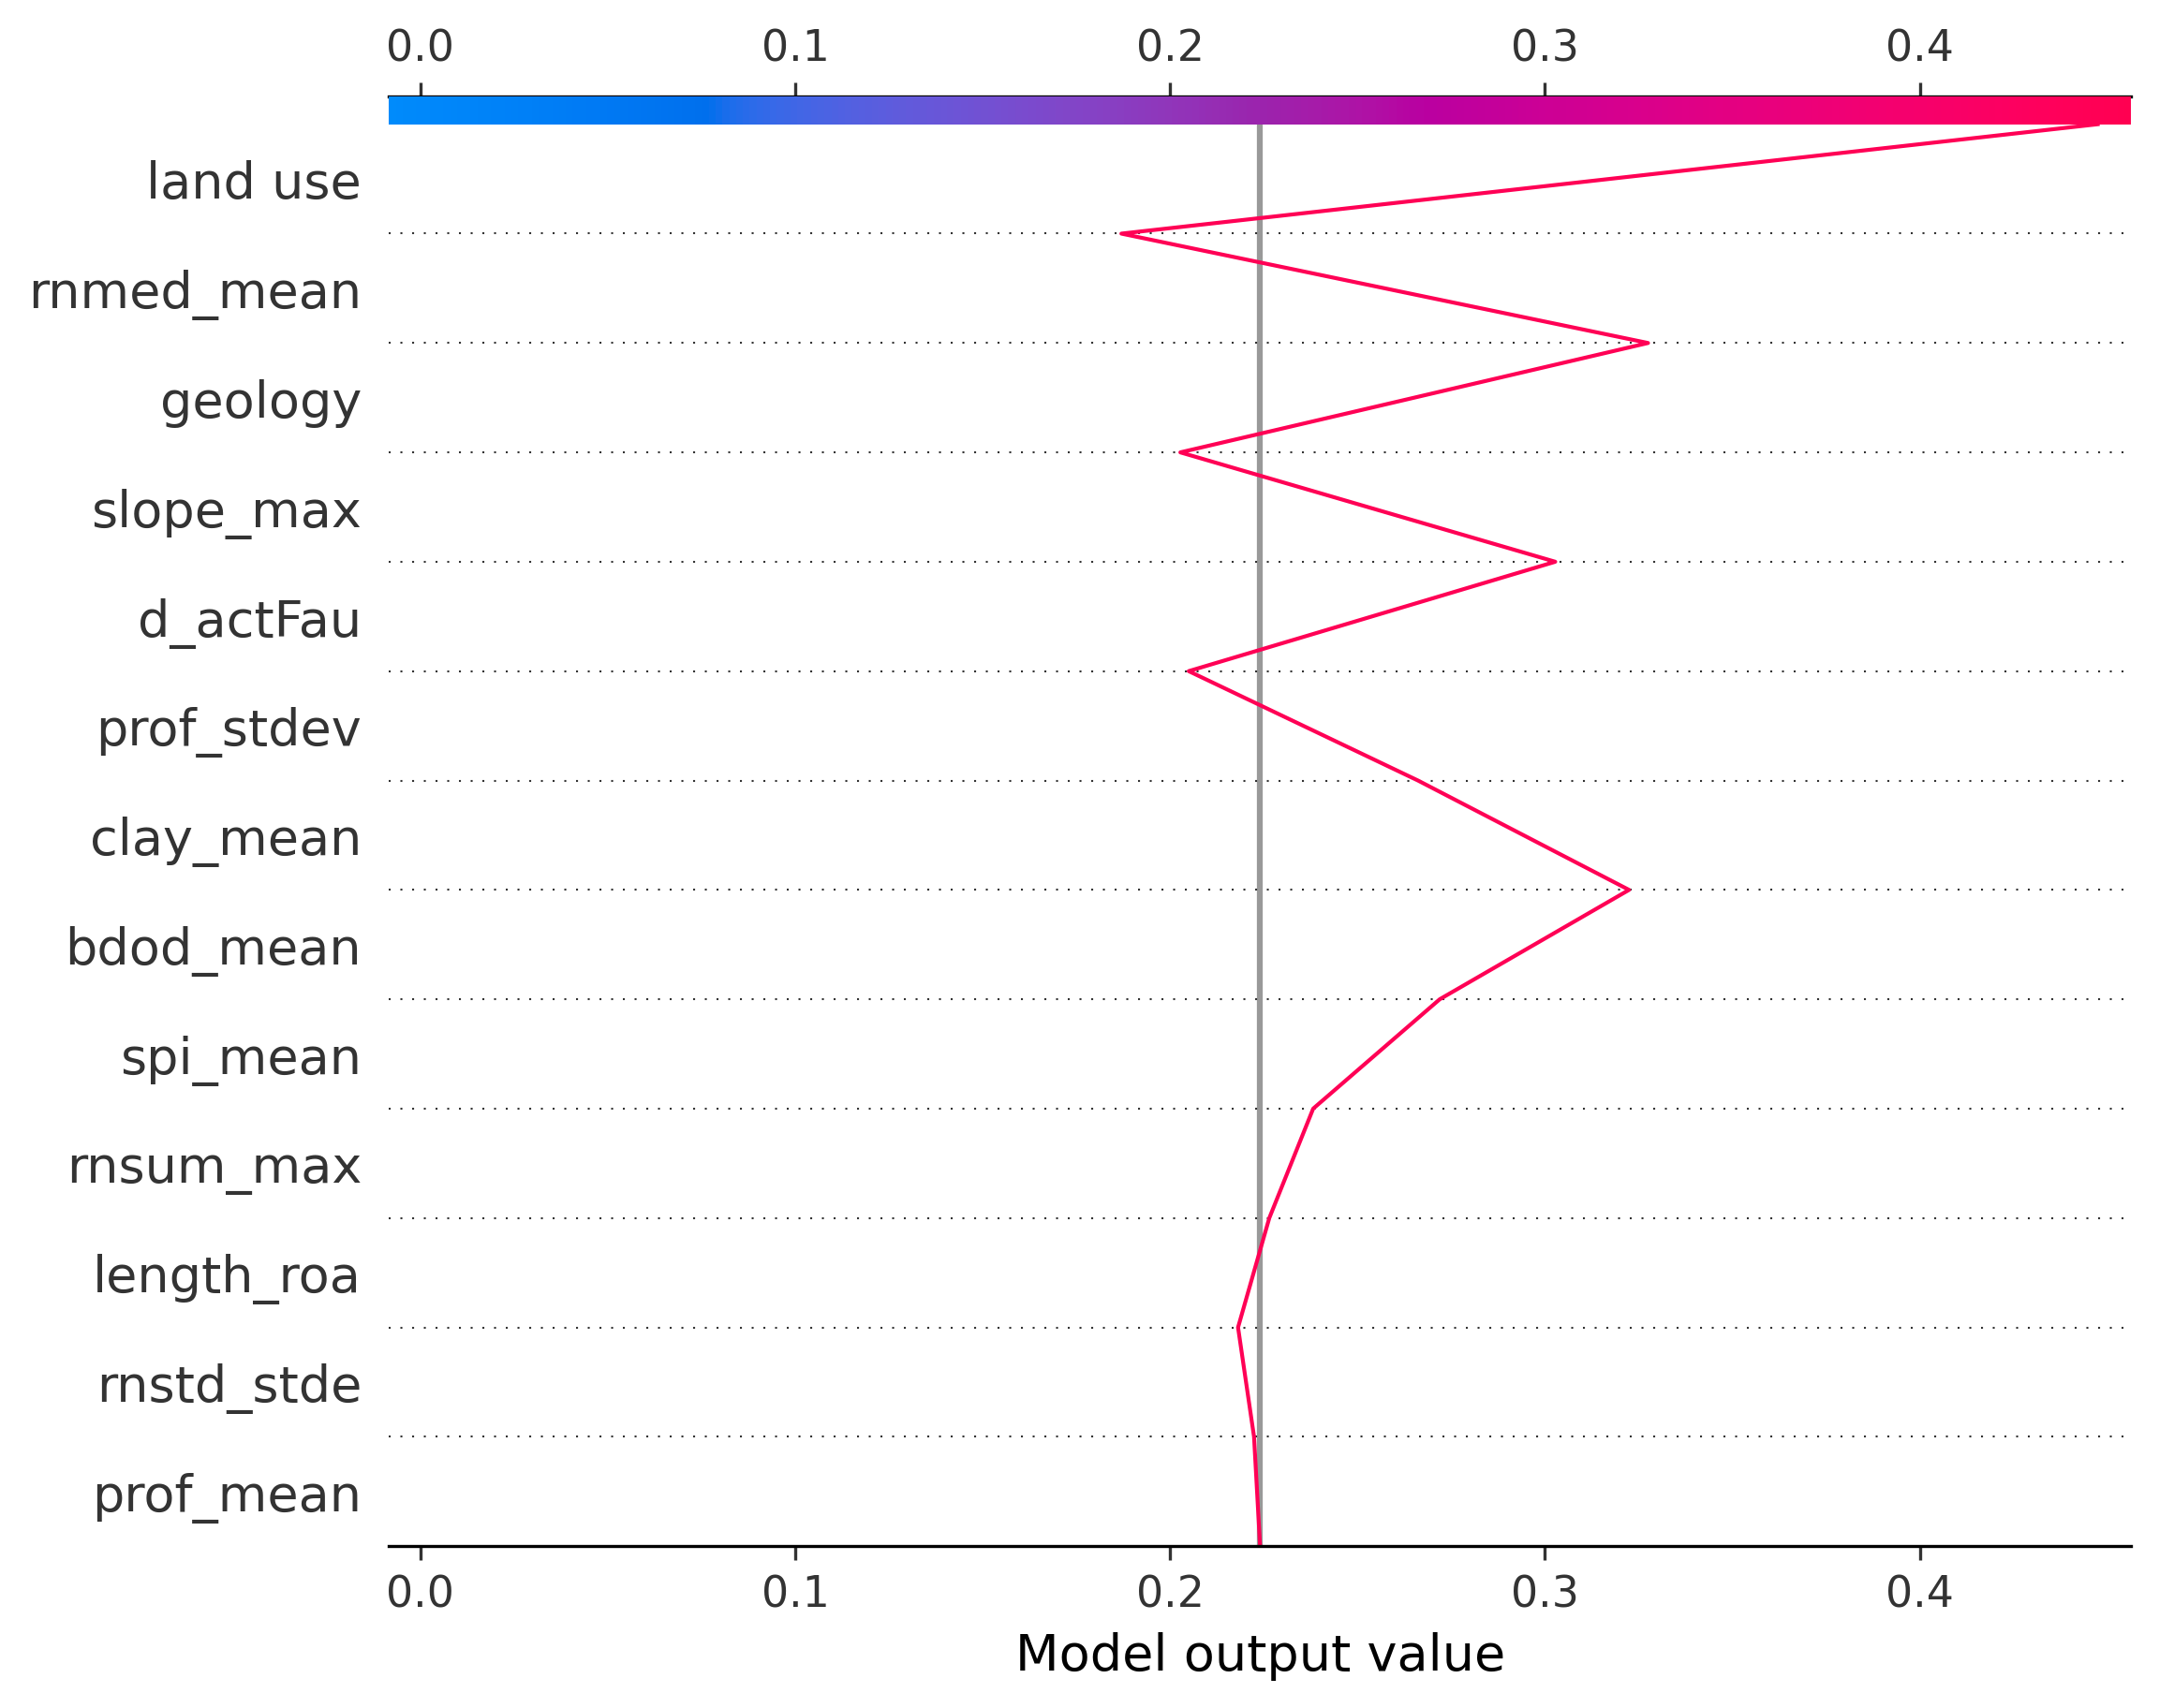 0.0 0.1 0.2 0.3 0.4
land use
rnmed_mean
geology
slope_max
d_actFau
prof_stdev
clay_mean
bdod_mean
spi_mean
rnsum_max
length_roa
rnstd_stde
prof_mean
0.0 0.1 0.2 0.3 0.4
Model output value